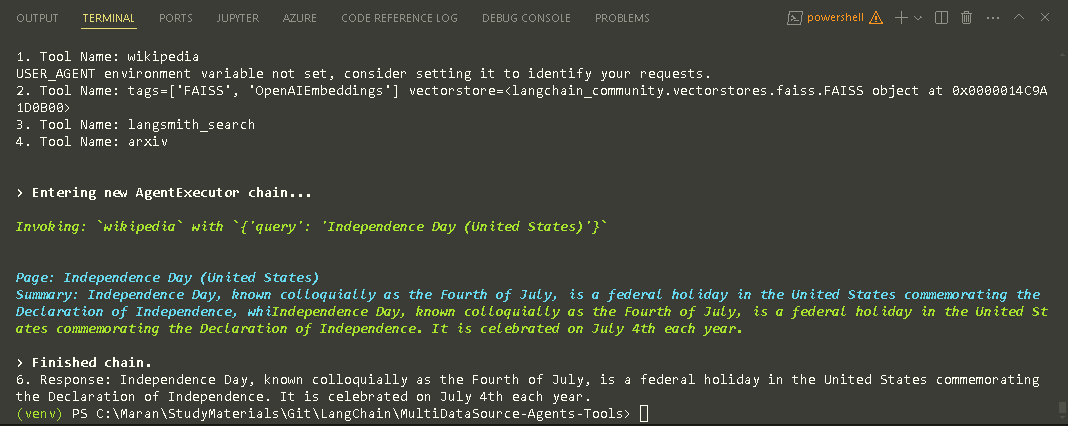 OUTPUT TERMINAL PORTS JUPYTER AZURE CODE REFERENCE LOG DEBUG CONSOLE PROBLEMS powershell
1. Tool Name: wikipedia
USER_AGENT environment variable not set, consider setting it to identify your requests.
2. Tool Name: tags=['FAISS', 'OpenAIEmbeddings'] vectorstore=<langchain_community.vectorstores.faiss.FAISS object at 0x0000014C9A
1D0B00>
3. Tool Name: langsmith_search
4. Tool Name: arxiv
> Entering new AgentExecutor chain...
Invoking: `wikipedia` with `{'query': 'Independence Day (United States)'}`
Page: Independence Day (United States)
Summary: Independence Day, known colloquially as the Fourth of July, is a federal holiday in the United States commemorating the
Declaration of Independence, whiIndependence Day, known colloquially as the Fourth of July, is a federal holiday in the United St
ates commemorating the Declaration of Independence. It is celebrated on July 4th each year.
> Finished chain.
6. Response: Independence Day, known colloquially as the Fourth of July, is a federal holiday in the United States commemorating
the Declaration of Independence. It is celebrated on July 4th each year.
(venv) PS C:\Maran\StudyMaterials\Git\LangChain\MultiDataSource-Agents-Tools>